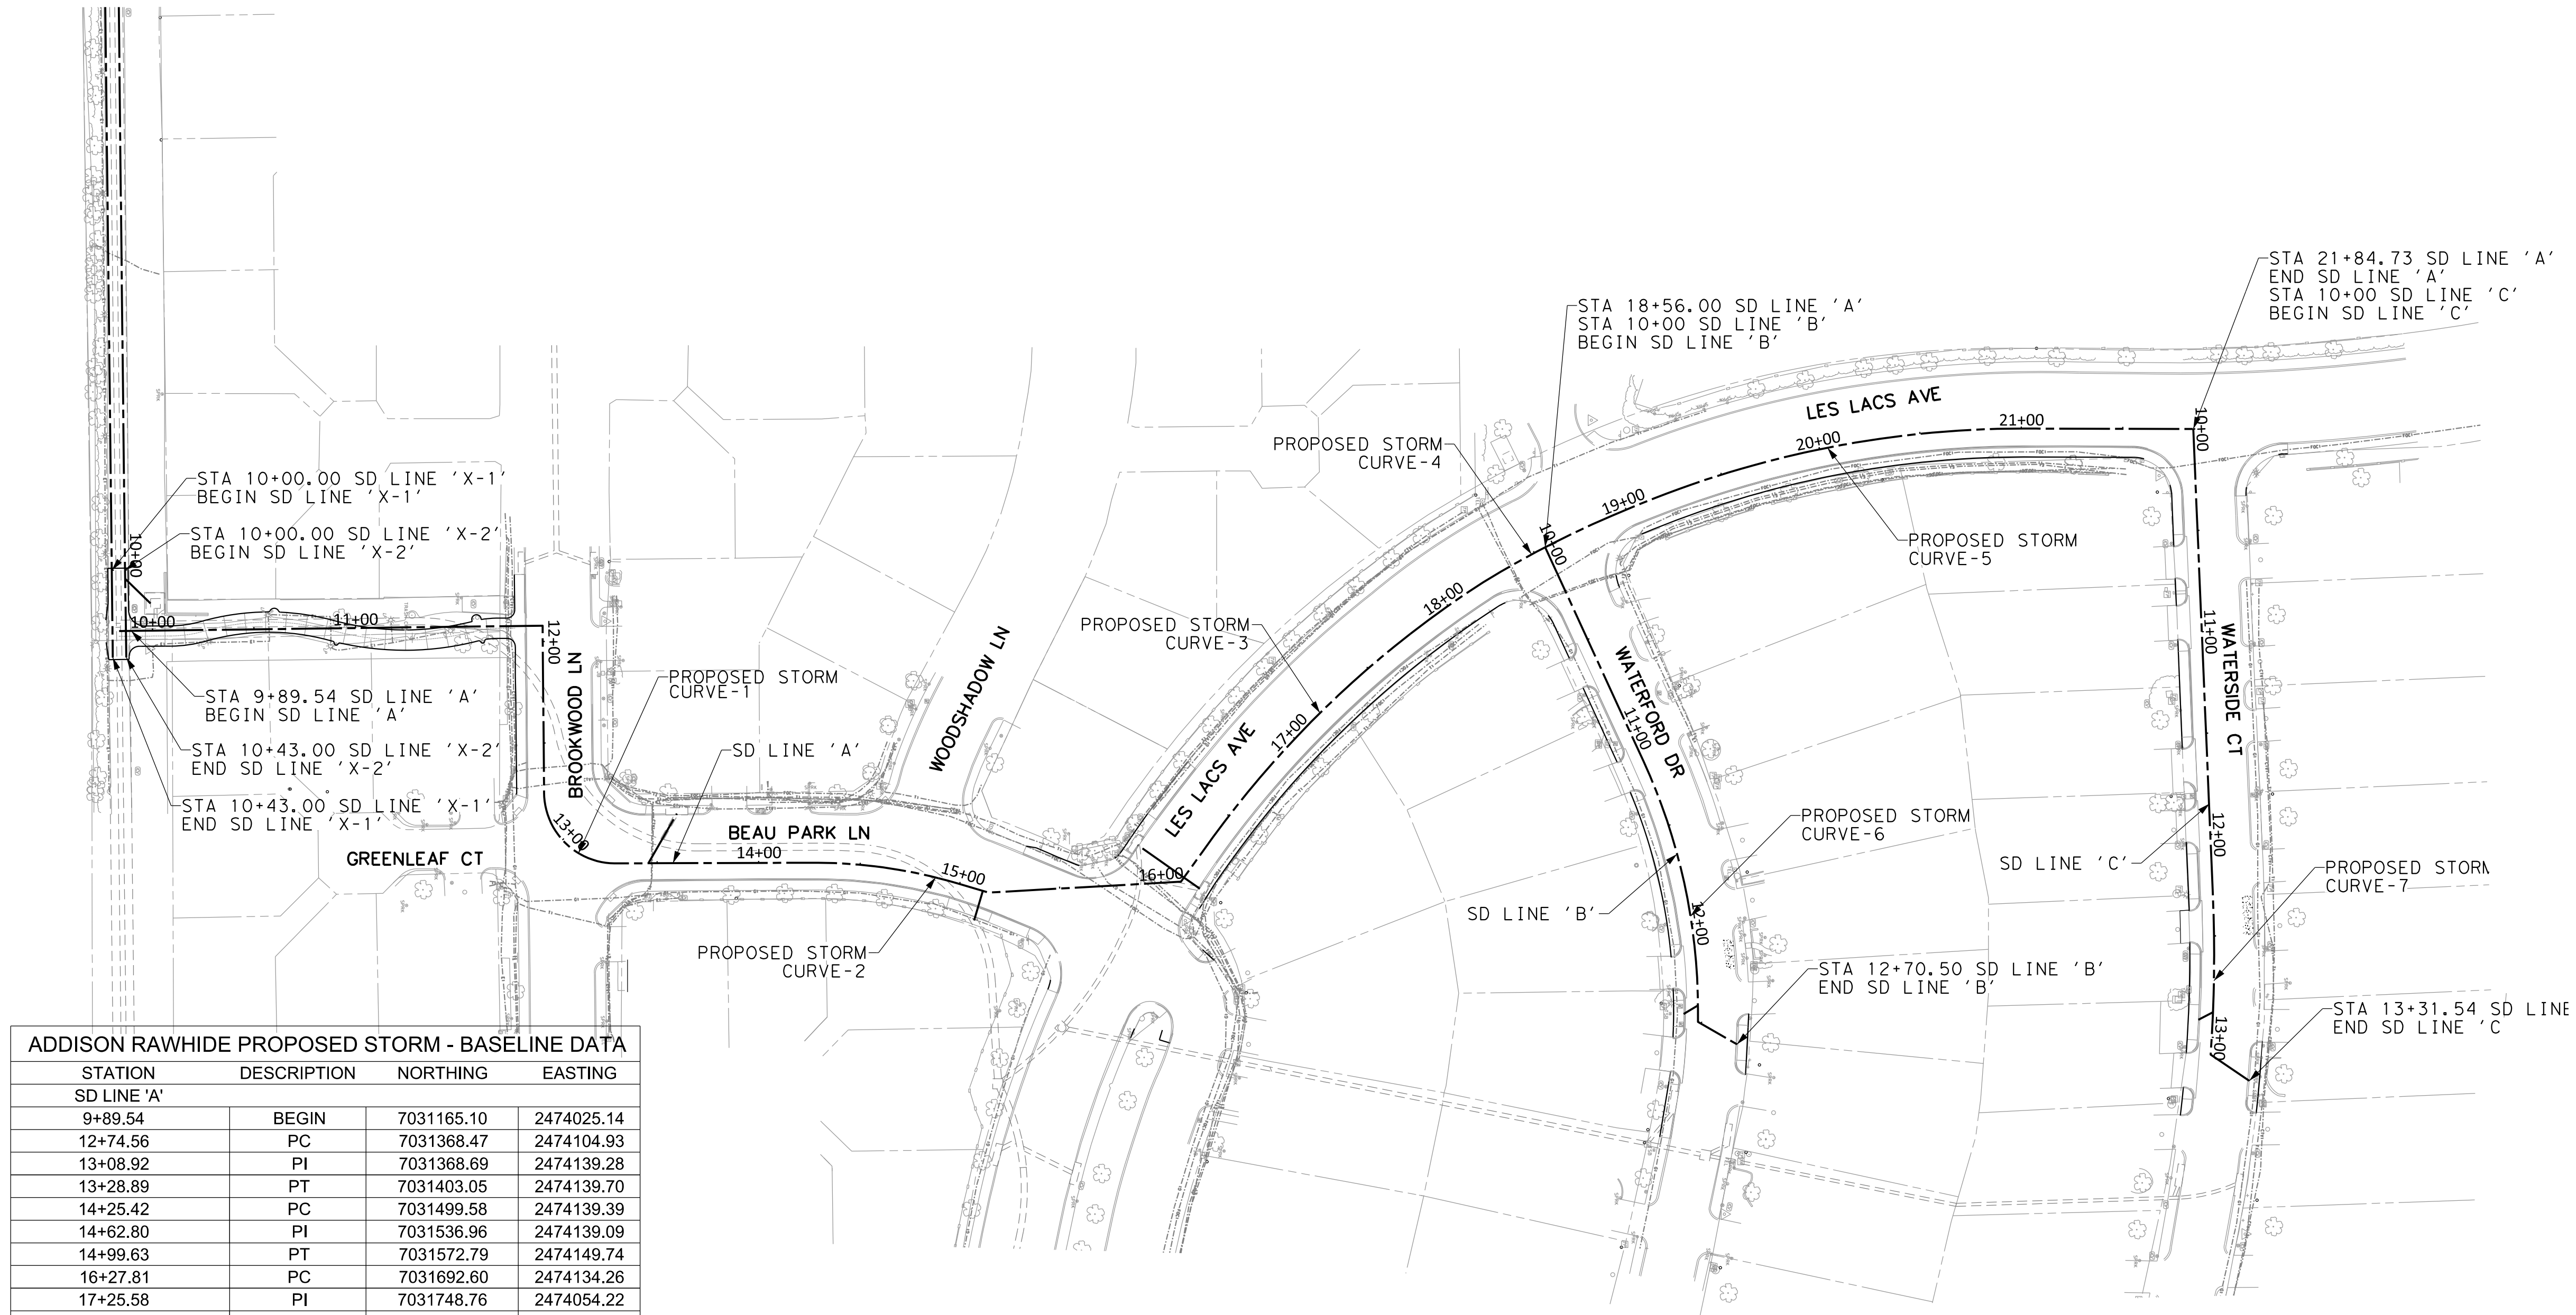 STA 21+84.73 SD LINE 'A'
END SD LINE 'A'
STA 10+00 SD LINE 'C'
BEGIN SD LINE 'C'
STA 18+56.00 SD LINE 'A'
STA 10+00 SD LINE 'B'
BEGIN SD LINE 'B'
LES LACS AVE
10+00
21+00
20+00
PROPOSED STORM
CURVE-4
19+00
STA 10+00.00 SD LINE 'X-1'
BEGIN SD LINE 'X-1'
STA 10+00.00 SD LINE 'X-2'
BEGIN SD LINE 'X-2'
10+00
10+00
PROPOSED STORM
CURVE-5
18+00
10+00
11+00
12+00
PROPOSED STORM
CURVE-3
11+00
WATERSIDE CT
BROOKWOOD LN
WOODSHADOW LN
WATERFORD DR
11+00
STA 9+89.54 SD LINE 'A'
BEGIN SD LINE 'A'
PROPOSED STORM
CURVE-1
17+00
LES LACS AVE
STA 10+43.00 SD LINE 'X-2'
END SD LINE 'X-2'
SD LINE 'A'
STA 10+43.00 SD LINE 'X-1'
END SD LINE 'X-1'
13+00
BEAU PARK LN
PROPOSED STORM
CURVE-6
12+00
GREENLEAF CT
14+00
15+00
16+00
SD LINE 'C'
PROPOSED STORM
CURVE-7
SD LINE 'B'
12+00
PROPOSED STORM
CURVE-2
STA 12+70.50 SD LINE 'B'
END SD LINE 'B'
STA 13+31.54 SD LINE
END SD LINE 'C
13+00
ADDISON RAWHIDE PROPOSED STORM - BASELINE DATA
STATION DESCRIPTION NORTHING EASTING
SD LINE 'A'
9+89.54 BEGIN 7031165.10 2474025.14
12+74.56 PC 7031368.47 2474104.93
13+08.92 PI 7031368.69 2474139.28
13+28.89 PT 7031403.05 2474139.70
14+25.42 PC 7031499.58 2474139.39
14+62.80 PI 7031536.96 2474139.09
14+99.63 PT 7031572.79 2474149.74
16+27.81 PC 7031692.60 2474134.26
17+25.58 PI 7031748.76 2474054.22